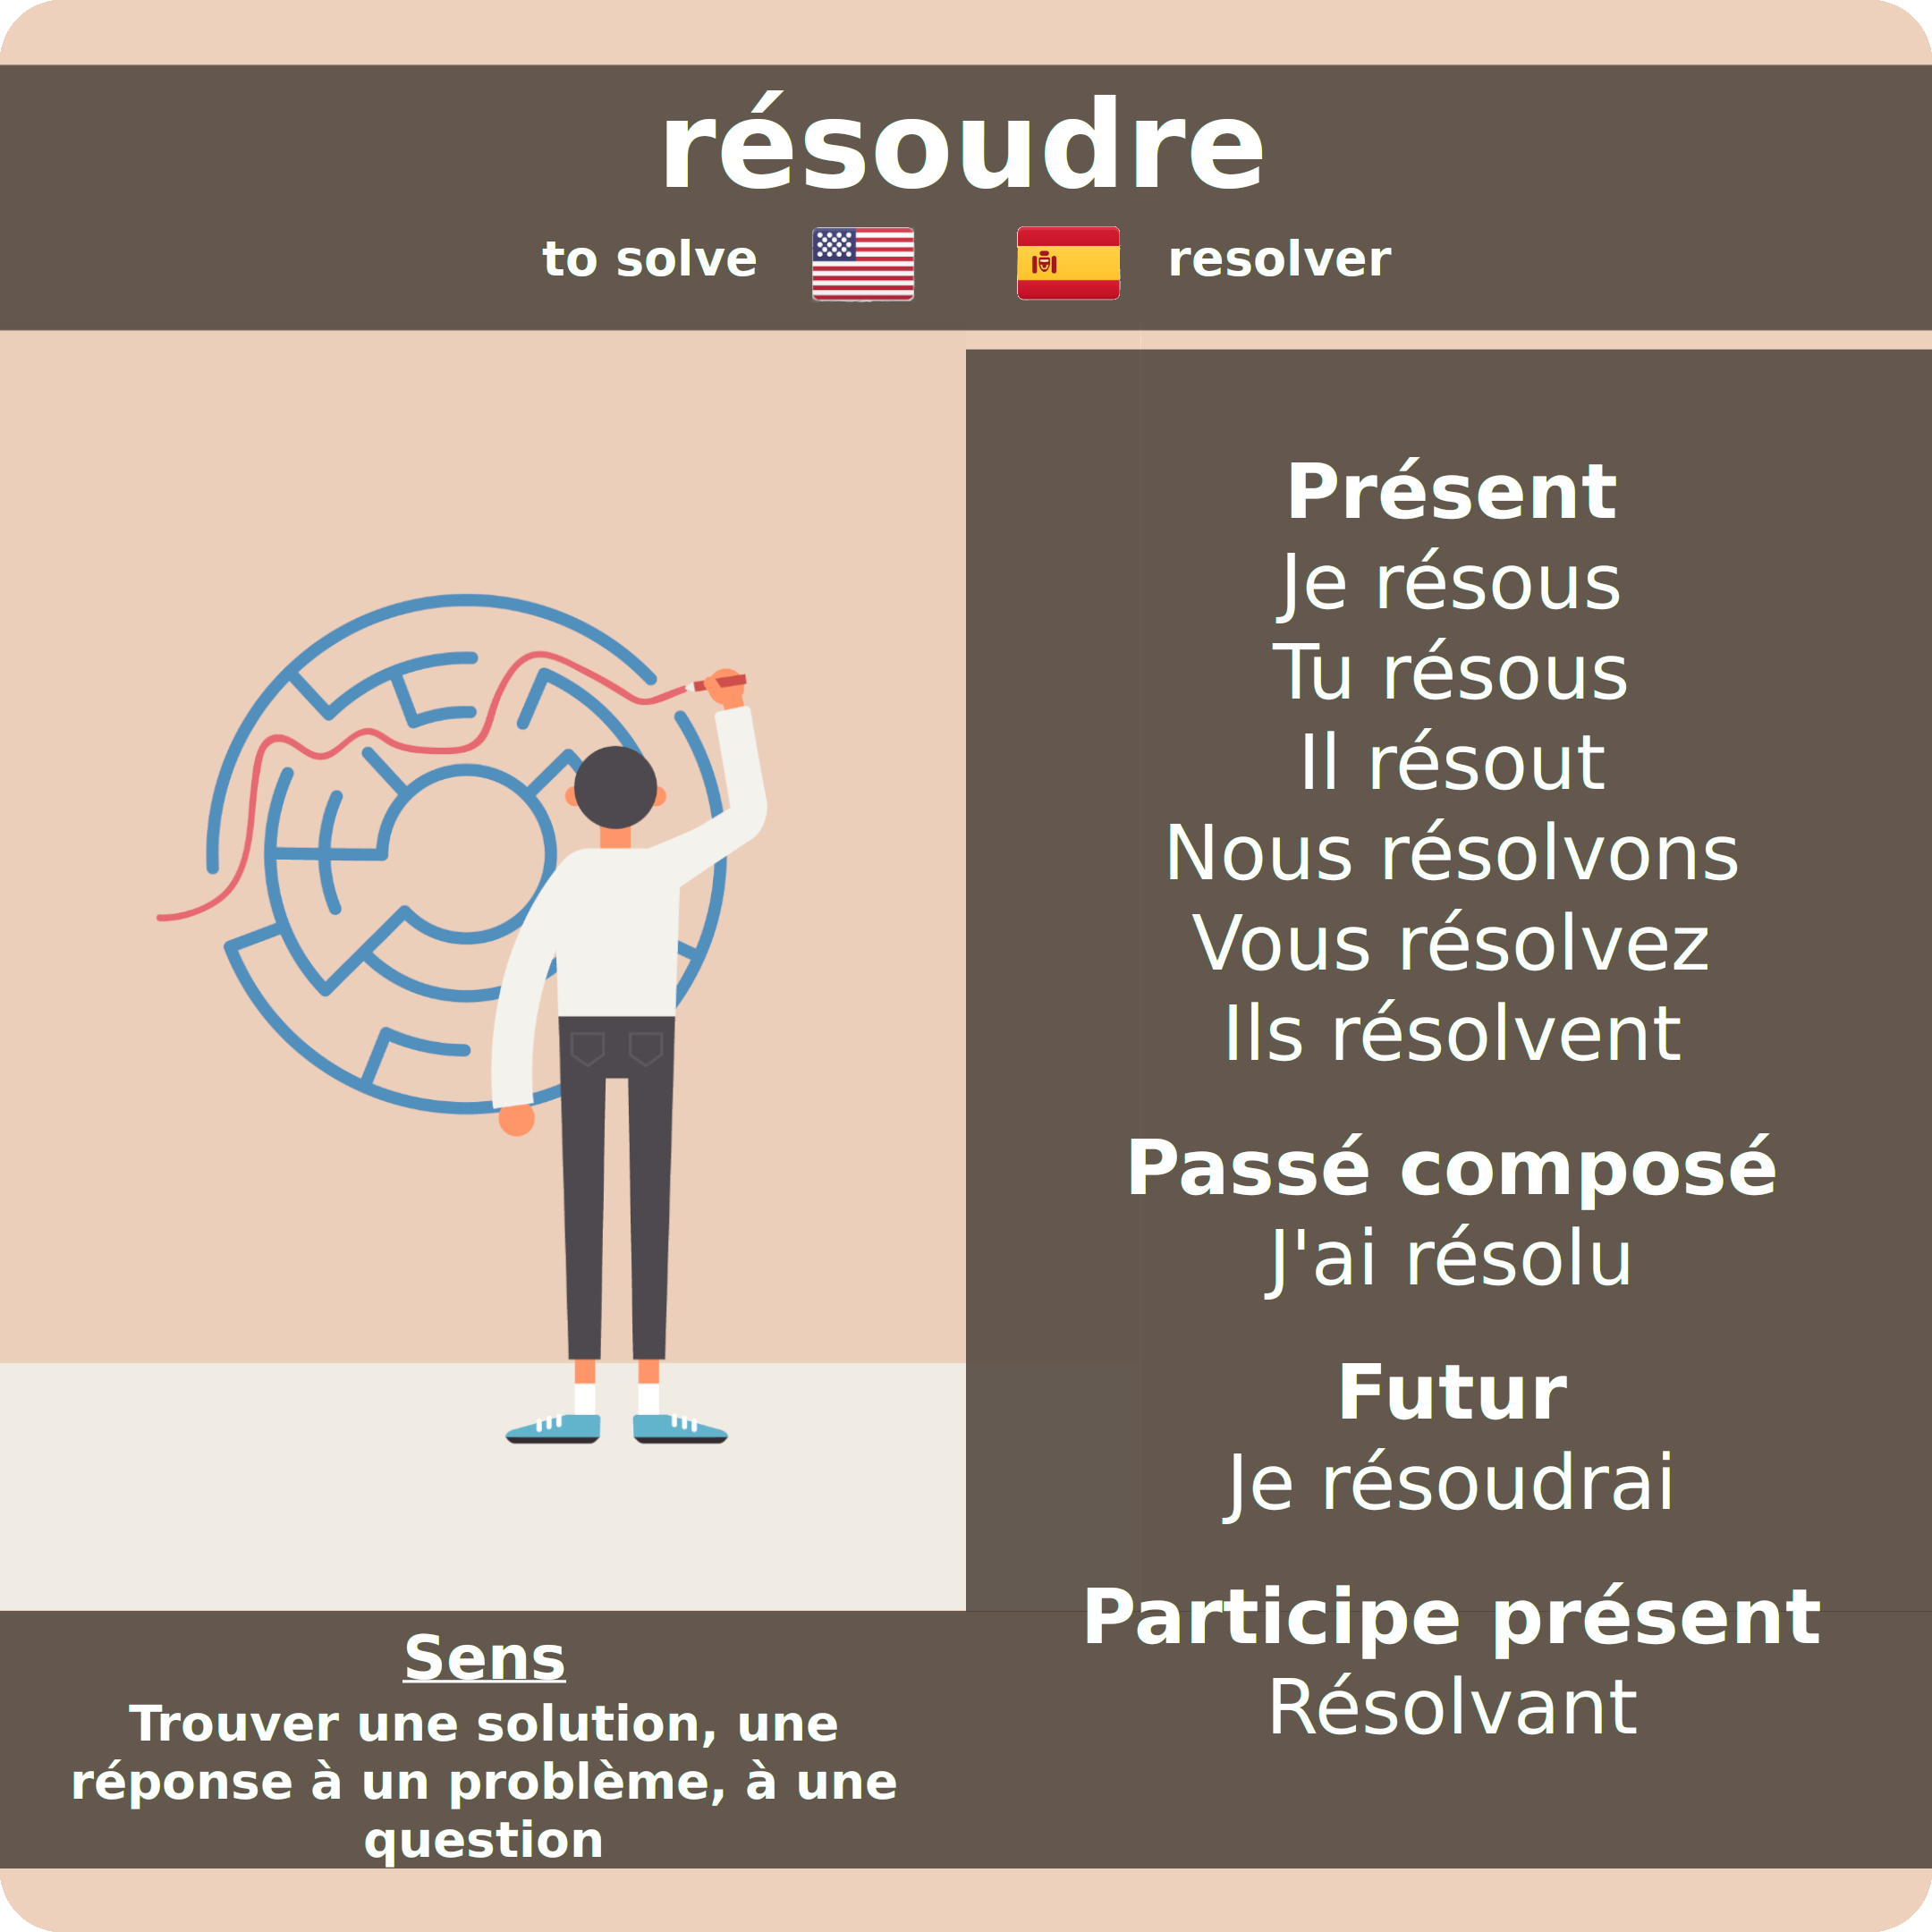 résoudre
to solve resolver
Présent
Je résous
Tu résous
Il résout
Nous résolvons
Vous résolvez
Ils résolvent
Passé composé
J'ai résolu
Futur
Je résoudrai
Participe présent
Résolvant
Sens
Trouver une solution, une
réponse à un problème, à une
question